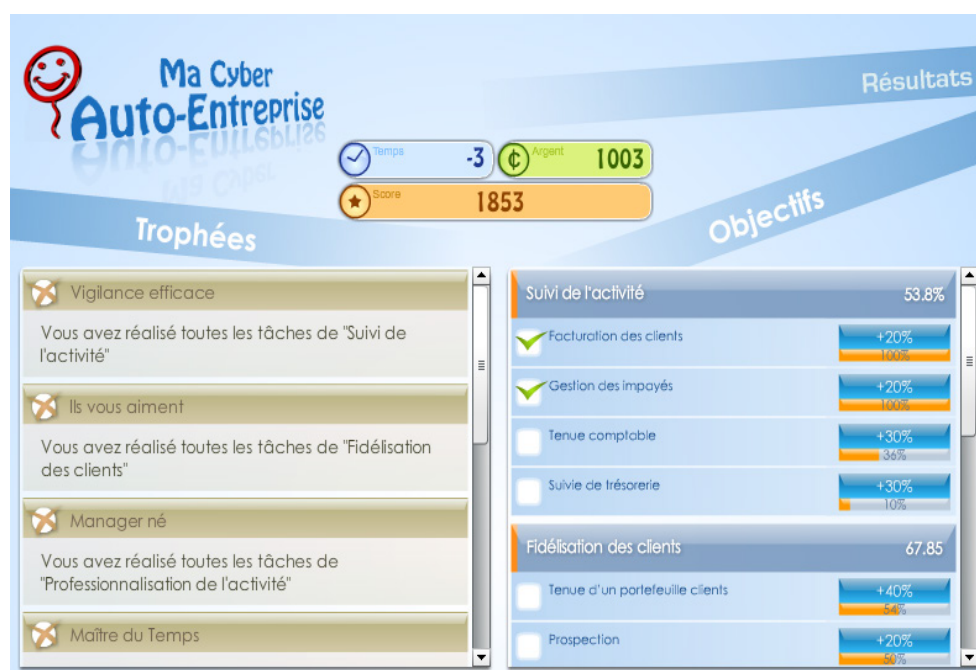 Ma Cyber
Auto-Entreprise
Résultats
Temps
-3
Argent
1003
Score
1853
Trophées
Objectifs
Vigilance efficace
Vous avez réalisé toutes les tâches de "Suivi de
l'activité"
Ils vous aiment
Vous avez réalisé toutes les tâches de "Fidélisation
des clients"
Manager né
Vous avez réalisé toutes les tâches de
"Professionnalisation de l'activité"
Maître du Temps
Suivi de l'activité
53.8%
Facturation des clients
+20%
100%
Gestion des impayés
+20%
100%
Tenue comptable
+30%
36%
Suivie de trésorerie
+30%
10%
Fidélisation des clients
67.85
Tenue d'un portefeuille clients
+40%
54%
Prospection
+20%
50%